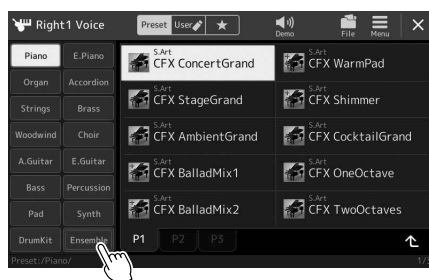 Right1 Voice
Preset User ★
Demo File Menu
Piano E.Piano
Organ Accordion
Strings Brass
Woodwind Choir
A.Guitar E.Guitar
Bass Percussion
Pad Synth
DrumKit Ensemble
S.Art
CFX ConcertGrand
S.Art
CFX WarmPad
S.Art
CFX StageGrand
S.Art
CFX Shimmer
S.Art
CFX AmbientGrand
S.Art
CFX CocktailGrand
S.Art
CFX BalladMix1
S.Art
CFX OneOctave
S.Art
CFX BalladMix2
S.Art
CFX TwoOctaves
P1 P2 P3
Preset:/Piano/
1/3